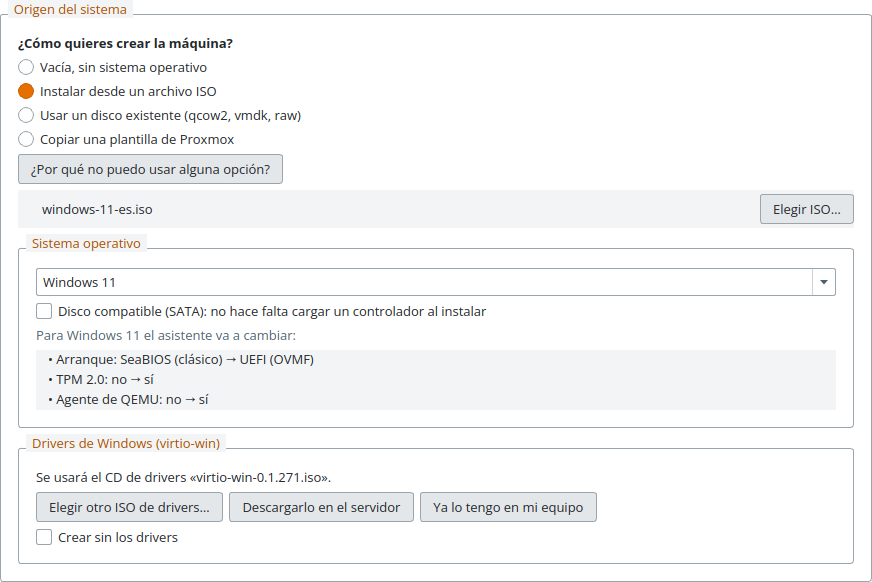 Origen del sistema
¿Cómo quieres crear la máquina?
Vacía, sin sistema operativo
Instalar desde un archivo ISO
Usar un disco existente (qcow2, vmdk, raw)
Copiar una plantilla de Proxmox
¿Por qué no puedo usar alguna opción?
windows-11-es.iso
Elegir ISO...
Sistema operativo
Windows 11
Disco compatible (SATA): no hace falta cargar un controlador al instalar
Para Windows 11 el asistente va a cambiar:
• Arranque: SeaBIOS (clásico) → UEFI (OVMF)
• TPM 2.0: no → sí
• Agente de QEMU: no → sí
Drivers de Windows (virtio-win)
Se usará el CD de drivers «virtio-win-0.1.271.iso».
Elegir otro ISO de drivers...
Descargarlo en el servidor
Ya lo tengo en mi equipo
Crear sin los drivers